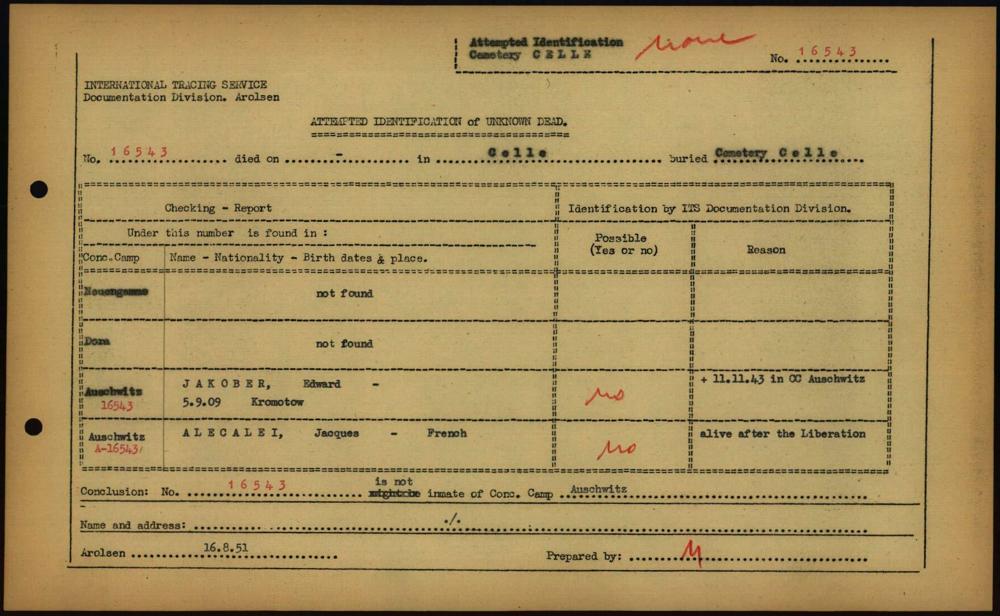 Attempted Identification
Cemetery CELLE
none
No. 16543
INTERNATIONAL TRACING SERVICE
Documentation Division. Arolsen
ATTEMPTED IDENTIFICATION of UNKNOWN DEAD.
No. 16543 died on - in Celle buried Cemetery Celle
Checking - Report
Identification by ITS Documentation Division.
Under this number is found in :
Possible
(Yes or no)
Reason
Conc.Camp
Name - Nationality - Birth dates & place.
Neuengamme not found
Dora not found
Auschwitz
16543
JAKOBER, Edward -
5.9.09 Kromotow
no
+ 11.11.43 in CC Auschwitz
Auschwitz
A-16543
ALECALEI, Jacques - French
no
alive after the Liberation
Conclusion: No. 16543 is not inmate of Conc. Camp Auschwitz
Name and address: ./.
Arolsen 16.8.51
Prepared by: